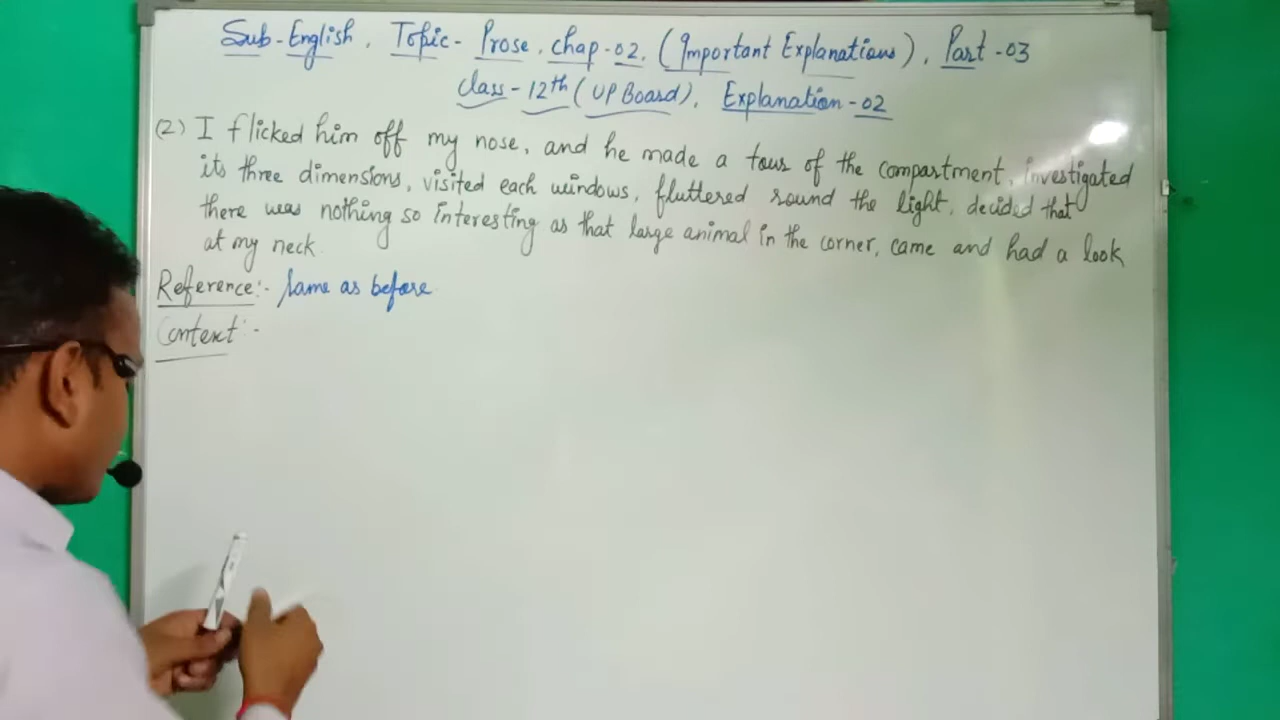 Sub-English, Topic- Prose, chap-02, (Important Explanations), Part-03
Class-12th (UP Board), Explanation-02
(2) I flicked him off my nose, and he made a tour of the compartment, investigated
its three dimensions, visited each windows, fluttered round the light, decided that
there was nothing so interesting as that large animal in the corner, came and had a look
at my neck.
Reference:- Same as before
Context:-